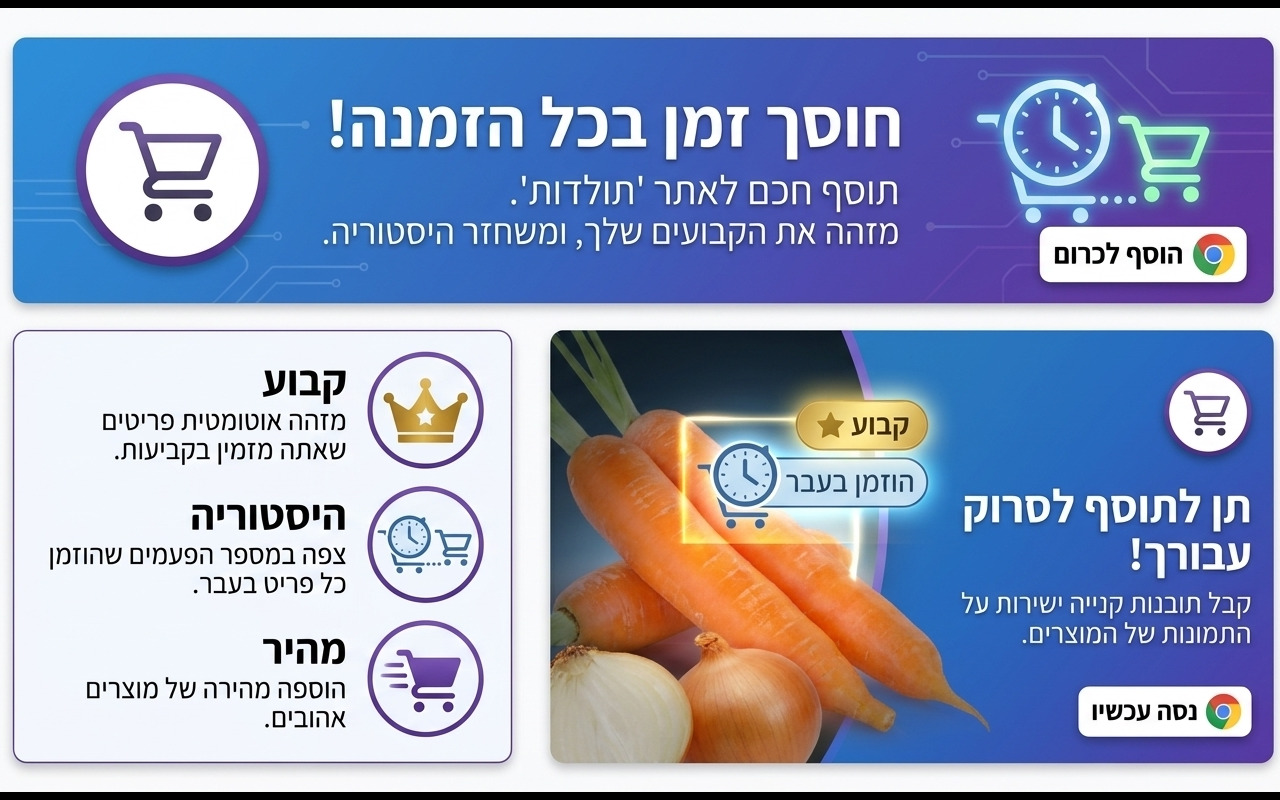 חוסך זמן בכל הזמנה!
תוסף חכם לאתר 'תולדות'.
מזהה את הקבועים שלך, ומשחזר היסטוריה.
הוסף לכרום
תן לתוסף לסרוק
עבורך!
קבל תובנות קנייה ישירות על
התמונות של המוצרים.
נסה עכשיו
קבוע
הוזמן בעבר
קבוע
מזהה אוטומטית פריטים
שאתה מזמין בקביעות.
היסטוריה
צפה במספר הפעמים שהוזמן
כל פריט בעבר.
מהיר
הוספה מהירה של מוצרים
אהובים.